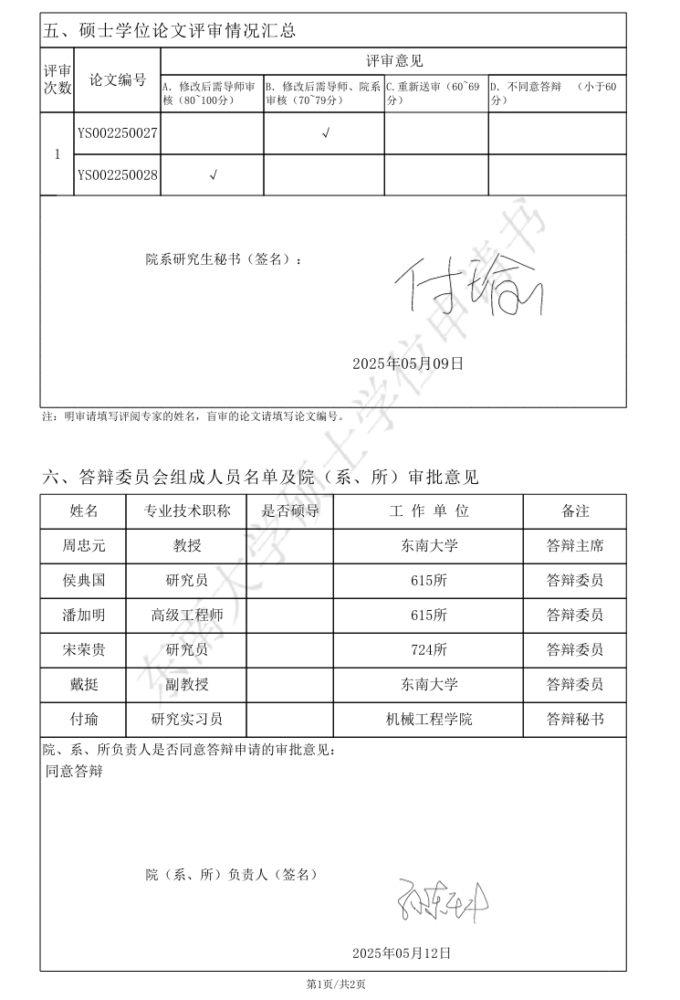 五、硕士学位论文评审情况汇总
评审次数 论文编号 评审意见
A. 修改后需导师审核（80~100分） B. 修改后需导师、院系审核（70~79分） C.重新送审（60~69分） D. 不同意答辩 （小于60分）
1 YS002250027 √
YS002250028 √
院系研究生秘书（签名）：
付瑜
2025年05月09日
注：明审请填写评阅专家的姓名，盲审的论文请填写论文编号。
六、答辩委员会组成人员名单及院（系、所）审批意见
姓名 专业技术职称 是否硕导 工 作 单 位 备注
周忠元 教授 东南大学 答辩主席
侯典国 研究员 615所 答辩委员
潘加明 高级工程师 615所 答辩委员
宋荣贵 研究员 724所 答辩委员
戴挺 副教授 东南大学 答辩委员
付瑜 研究实习员 机械工程学院 答辩秘书
院、系、所负责人是否同意答辩申请的审批意见：
同意答辩
院（系、所）负责人（签名）
2025年05月12日
第1页/共2页
东南大学硕士学位申请书